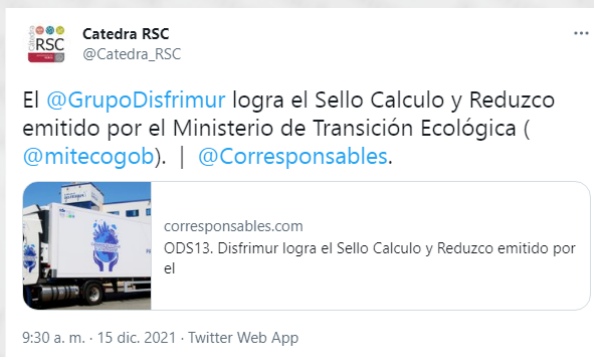 Catedra RSC
@Catedra_RSC
Cátedra
RSC
El @GrupoDisfrimur logra el Sello Calculo y Reduzco
emitido por el Ministerio de Transición Ecológica (
@mitecogob). | @Corresponsables.
corresponsables.com
ODS13. Disfrimur logra el Sello Calculo y Reduzco emitido por
el
9:30 a. m. · 15 dic. 2021 · Twitter Web App